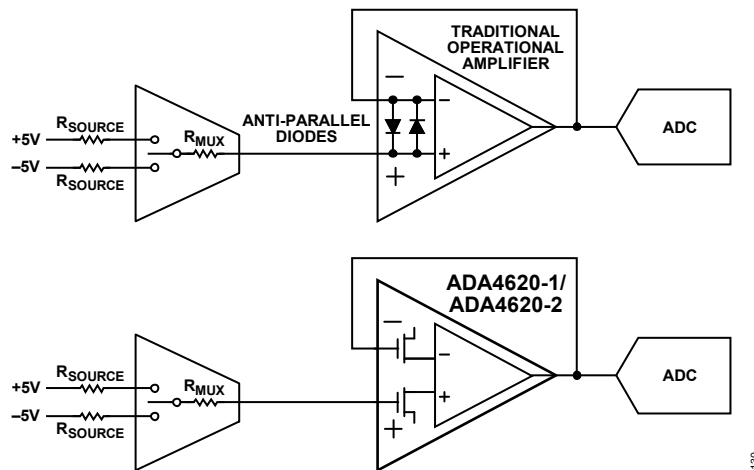 TRADITIONAL
OPERATIONAL
AMPLIFIER
ANTI-PARALLEL
DIODES
RSOURCE
RMUX
+5V
−5V
RSOURCE
−
+
−
+
ADC
ADA4620-1/
ADA4620-2
RSOURCE
RMUX
+5V
−5V
RSOURCE
−
+
−
+
ADC